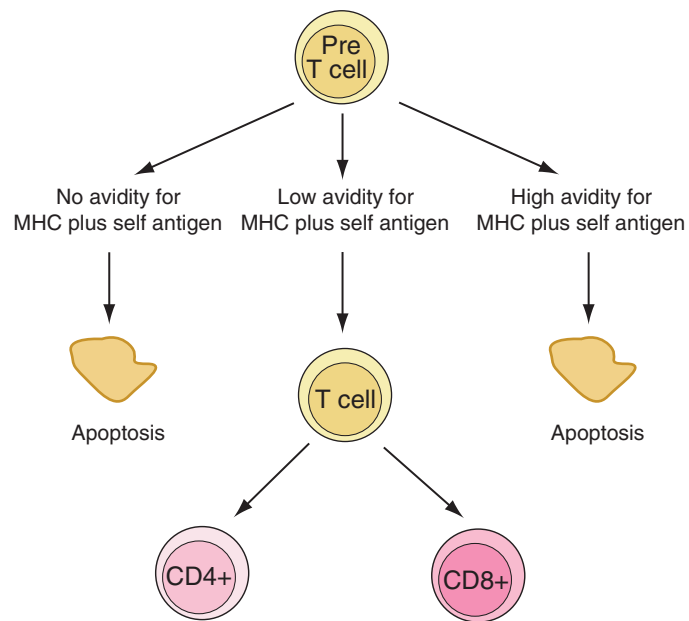 Pre
T cell
No avidity for
MHC plus self antigen
Low avidity for
MHC plus self antigen
High avidity for
MHC plus self antigen
Apoptosis
T cell
Apoptosis
CD4+
CD8+